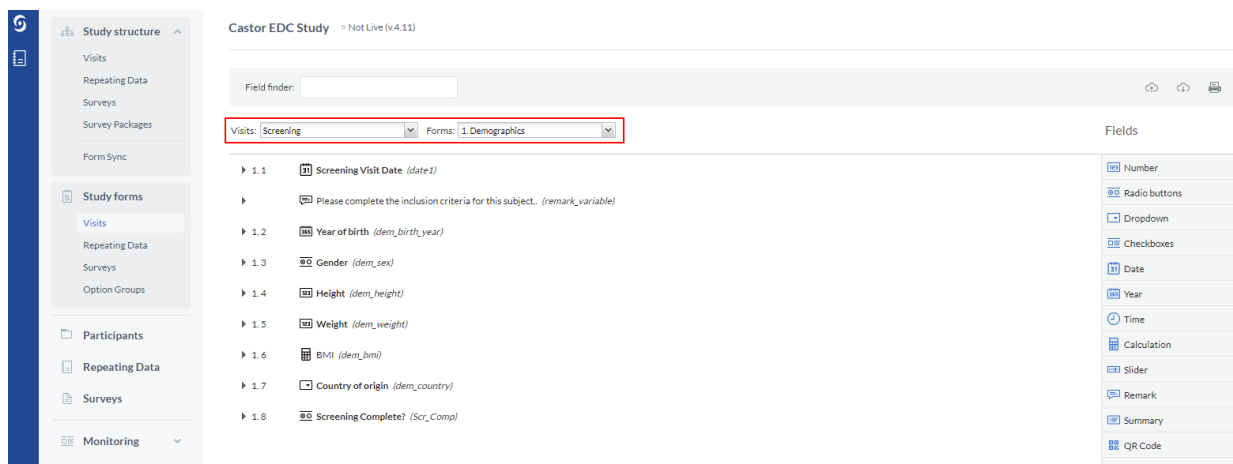 Study structure
Visits
Repeating Data
Surveys
Survey Packages
Form Sync
Study forms
Visits
Repeating Data
Surveys
Option Groups
Participants
Repeating Data
Surveys
Monitoring
Castor EDC Study Not Live (v.4.11)
Field finder:
Visits: Screening Forms: 1. Demographics
1.1 Screening Visit Date (date1)
Please complete the inclusion criteria for this subject.. (remark_variable)
1.2 Year of birth (dem_birth_year)
1.3 Gender (dem_sex)
1.4 Height (dem_height)
1.5 Weight (dem_weight)
1.6 BMI (dem_bmi)
1.7 Country of origin (dem_country)
1.8 Screening Complete? (Scr_Comp)
Fields
Number
Radio buttons
Dropdown
Checkboxes
Date
Year
Time
Calculation
Slider
Remark
Summary
QR Code